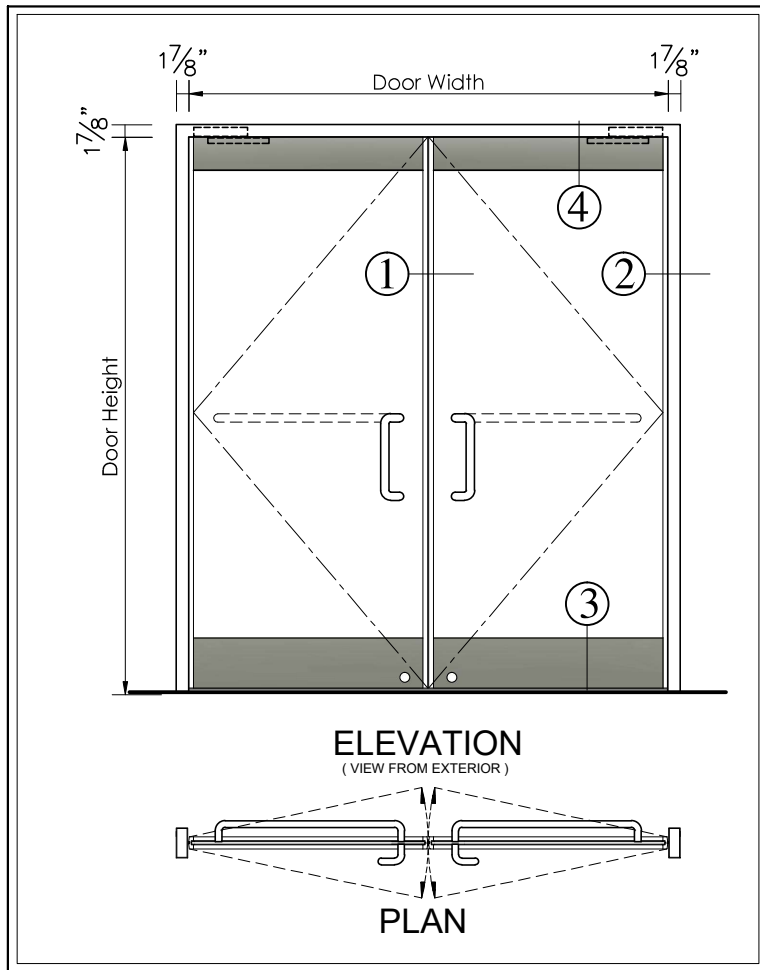 1⅞" 1⅞"
Door Width
1⅞"
4
1
2
Door Height
3
ELEVATION
( VIEW FROM EXTERIOR )
PLAN